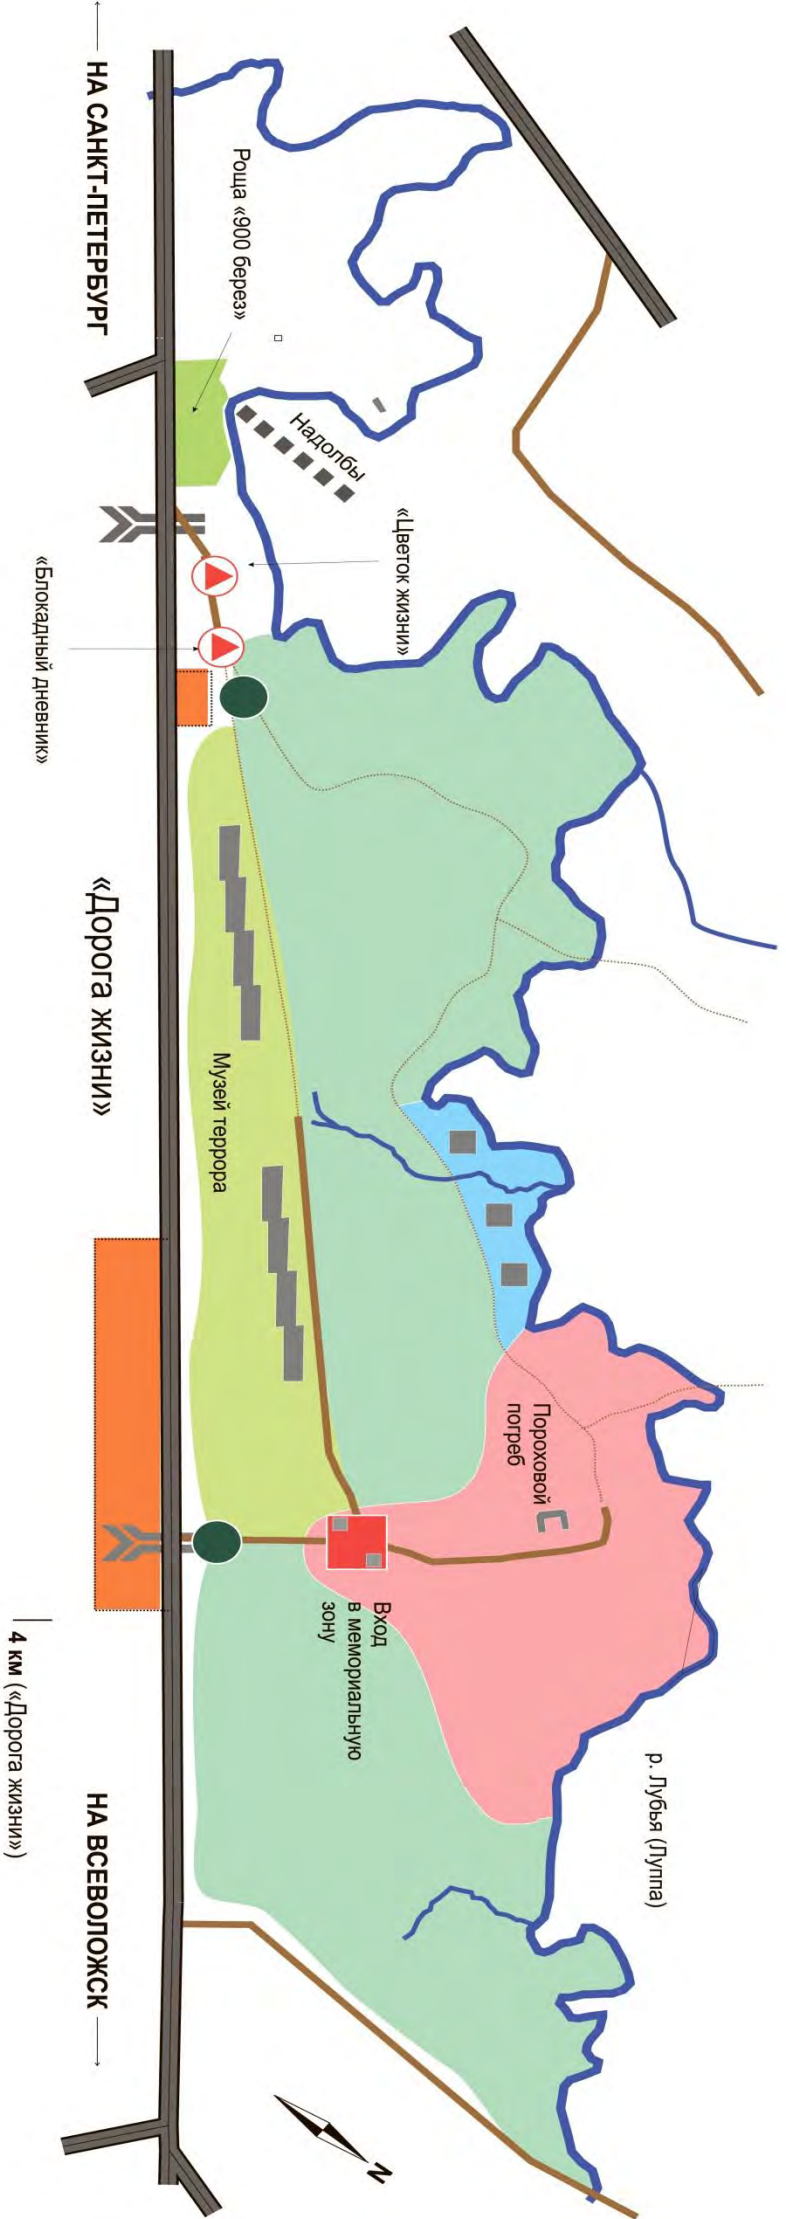 НА САНКТ-ПЕТЕРБУРГ
Роща «900 берез»
Надолбы
«Цветок жизни»
«Блокадный дневник»
«Дорога жизни»
Музей террора
Пороховой
погреб
Вход
в мемориальную
зону
р. Лубья (Луппа)
4 км («Дорога жизни»)
НА ВСЕВОЛОЖСК
N